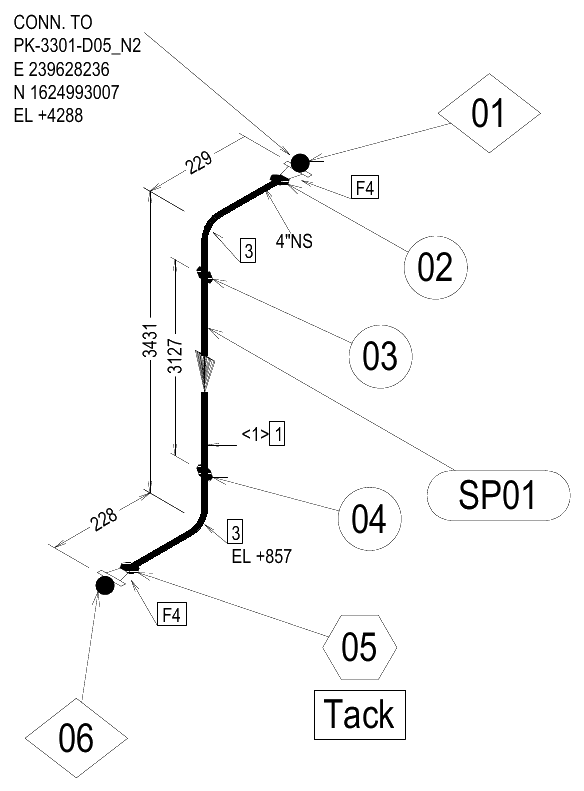 CONN. TO
PK-3301-D05_N2
E 239628236
N 1624993007
EL +4288
01
229
F4
4"NS
3
02
03
3431
3127
<1> 1
SP01
04
228
3
EL +857
F4
05
Tack
06